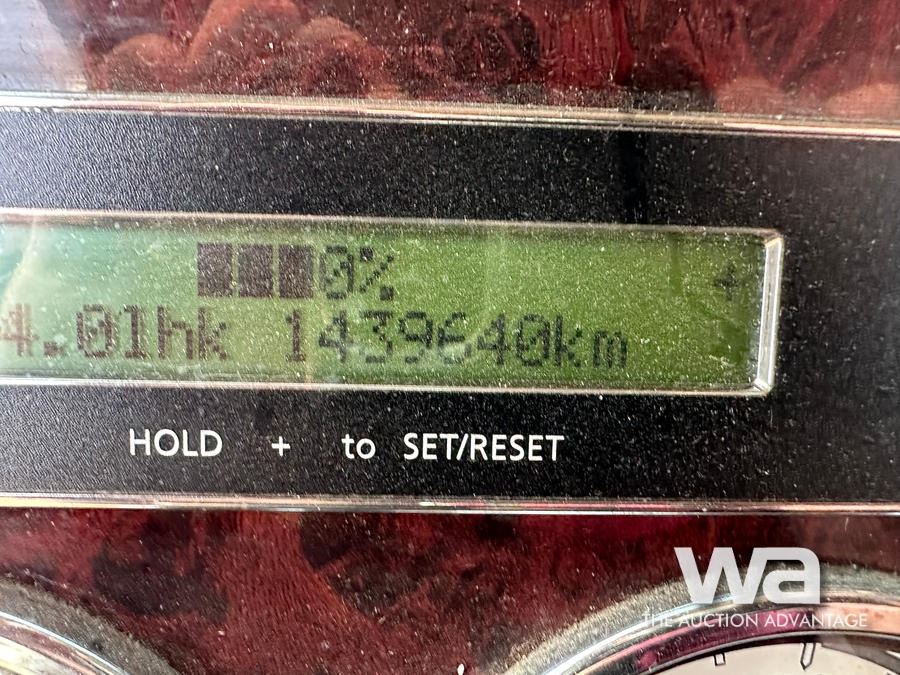 0% +
4.01hk 1439640km
HOLD + to SET/RESET
wa
THE AUCTION ADVANTAGE